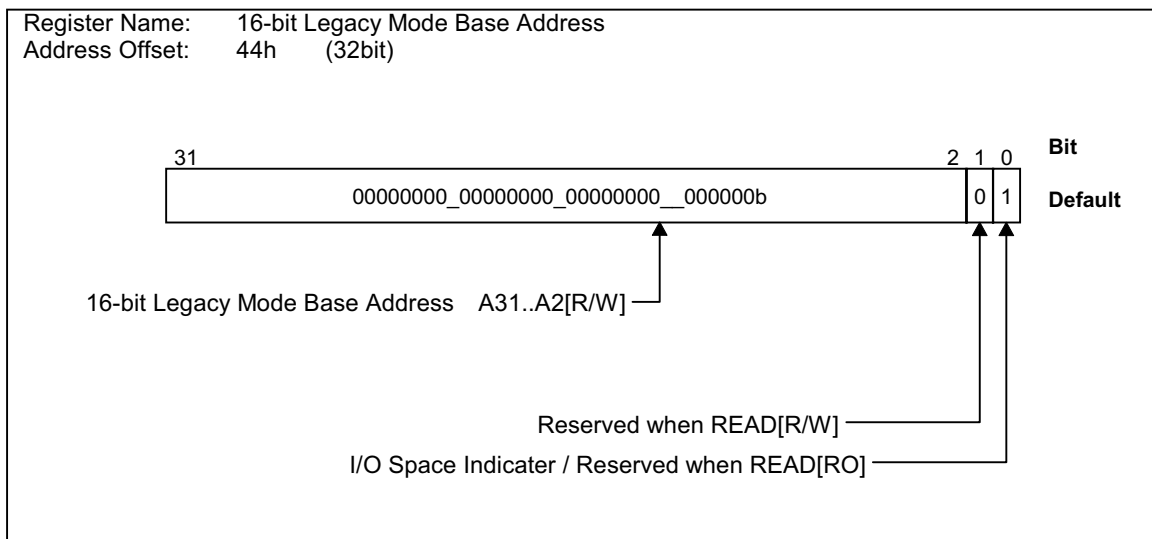 Register Name: 16-bit Legacy Mode Base Address
Address Offset: 44h (32bit)
31 2 1 0 Bit
00000000_00000000_00000000__000000b 0 1 Default
16-bit Legacy Mode Base Address A31..A2[R/W]
Reserved when READ[R/W]
I/O Space Indicater / Reserved when READ[RO]